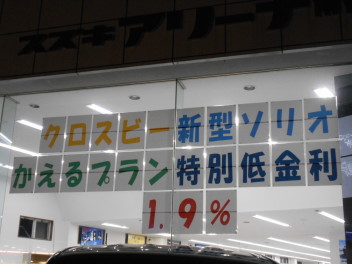 スズキアリーナ
クロスビー新型ソリオ
かえるプラン特別低金利
1.9%